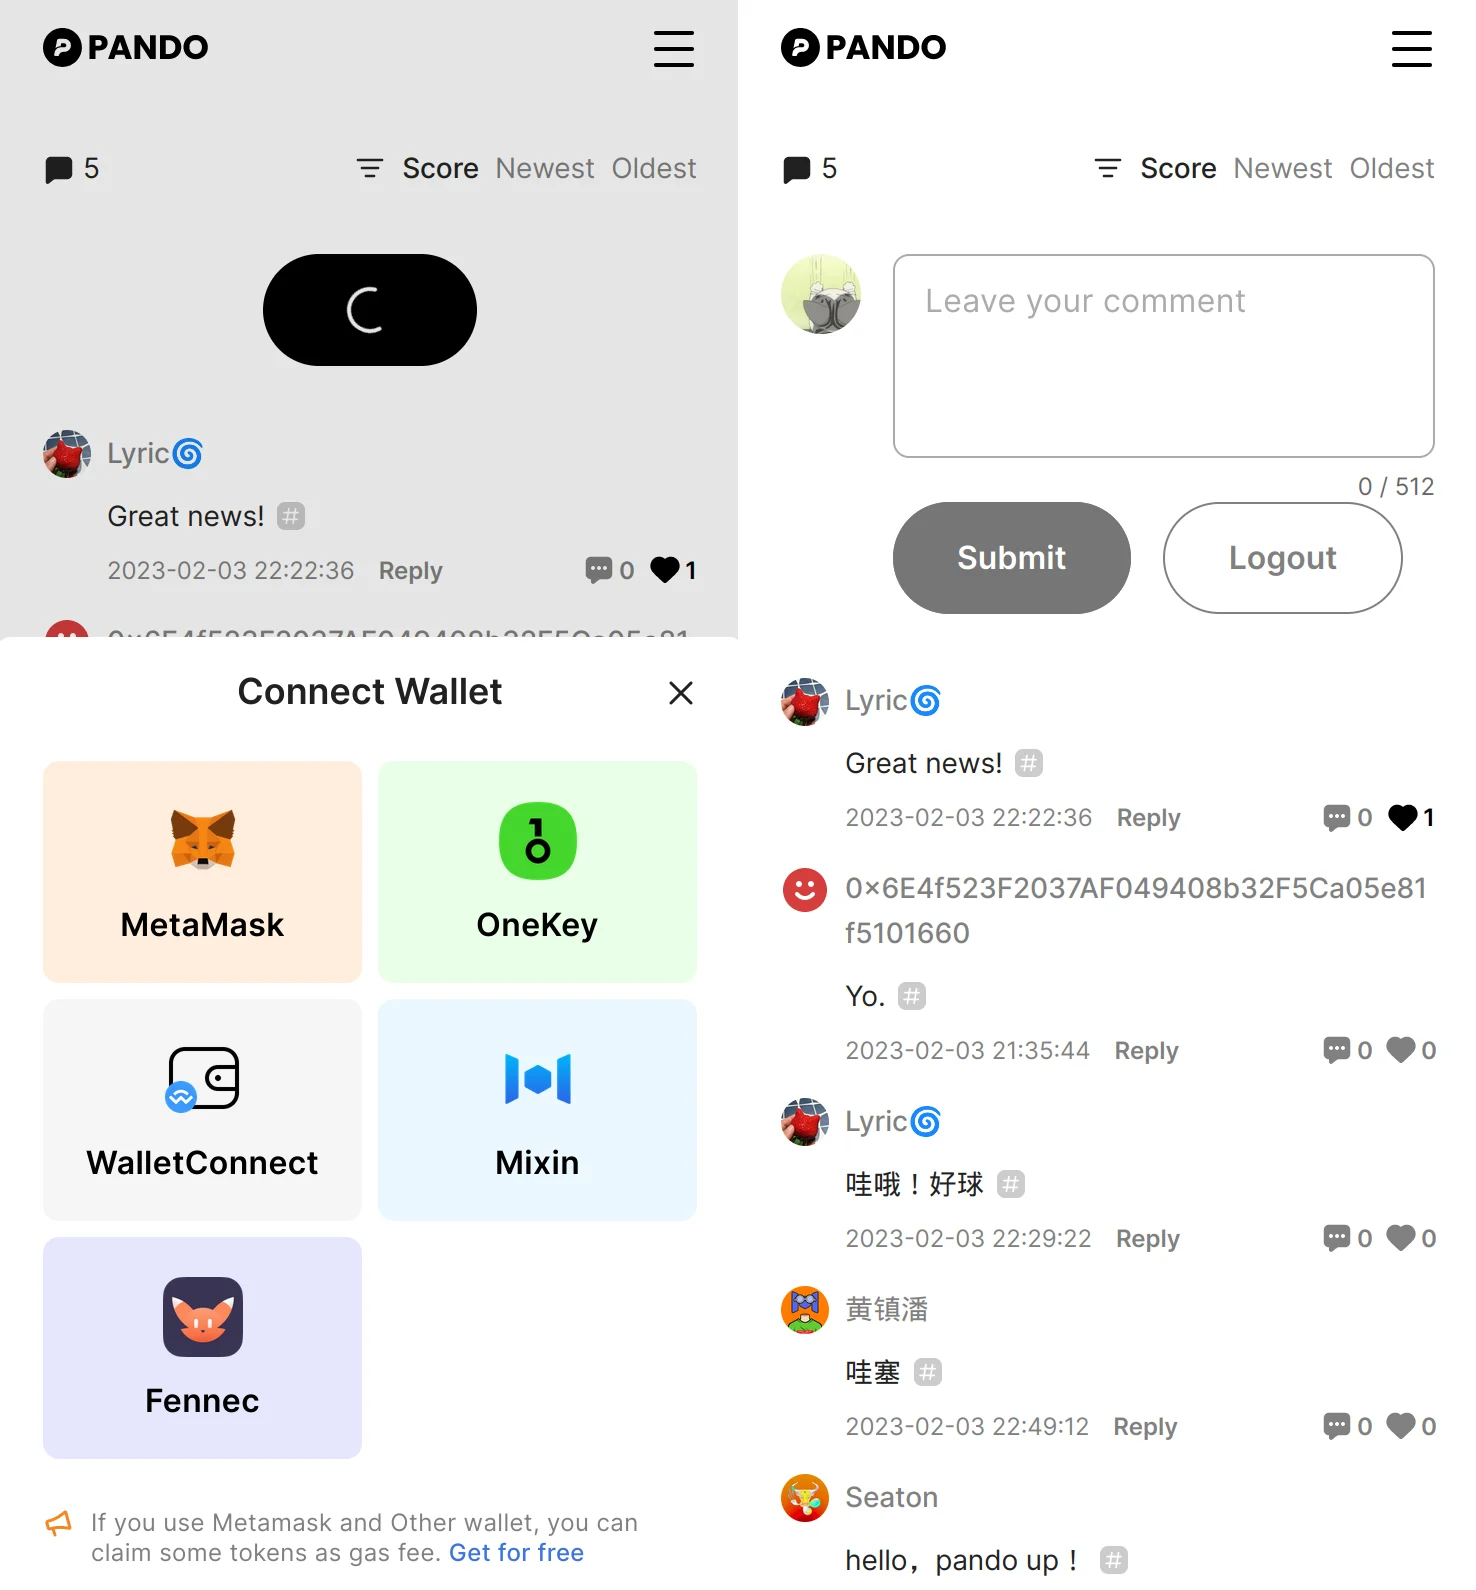 PANDO
5
Score Newest Oldest
Lyric🌀
Great news! #
2023-02-03 22:22:36 Reply 0 1
0×6E4f523F2037AF049408b32F5Ca05e81
Connect Wallet
MetaMask
OneKey
WalletConnect
Mixin
Fennec
If you use Metamask and Other wallet, you can
claim some tokens as gas fee. Get for free
PANDO
5
Score Newest Oldest
Leave your comment
0 / 512
Submit
Logout
Lyric🌀
Great news! #
2023-02-03 22:22:36 Reply 0 1
0×6E4f523F2037AF049408b32F5Ca05e81
f5101660
Yo. #
2023-02-03 21:35:44 Reply 0 0
Lyric🌀
哇哦！好球 #
2023-02-03 22:29:22 Reply 0 0
黄镇潘
哇塞 #
2023-02-03 22:49:12 Reply 0 0
Seaton
hello，pando up！ #